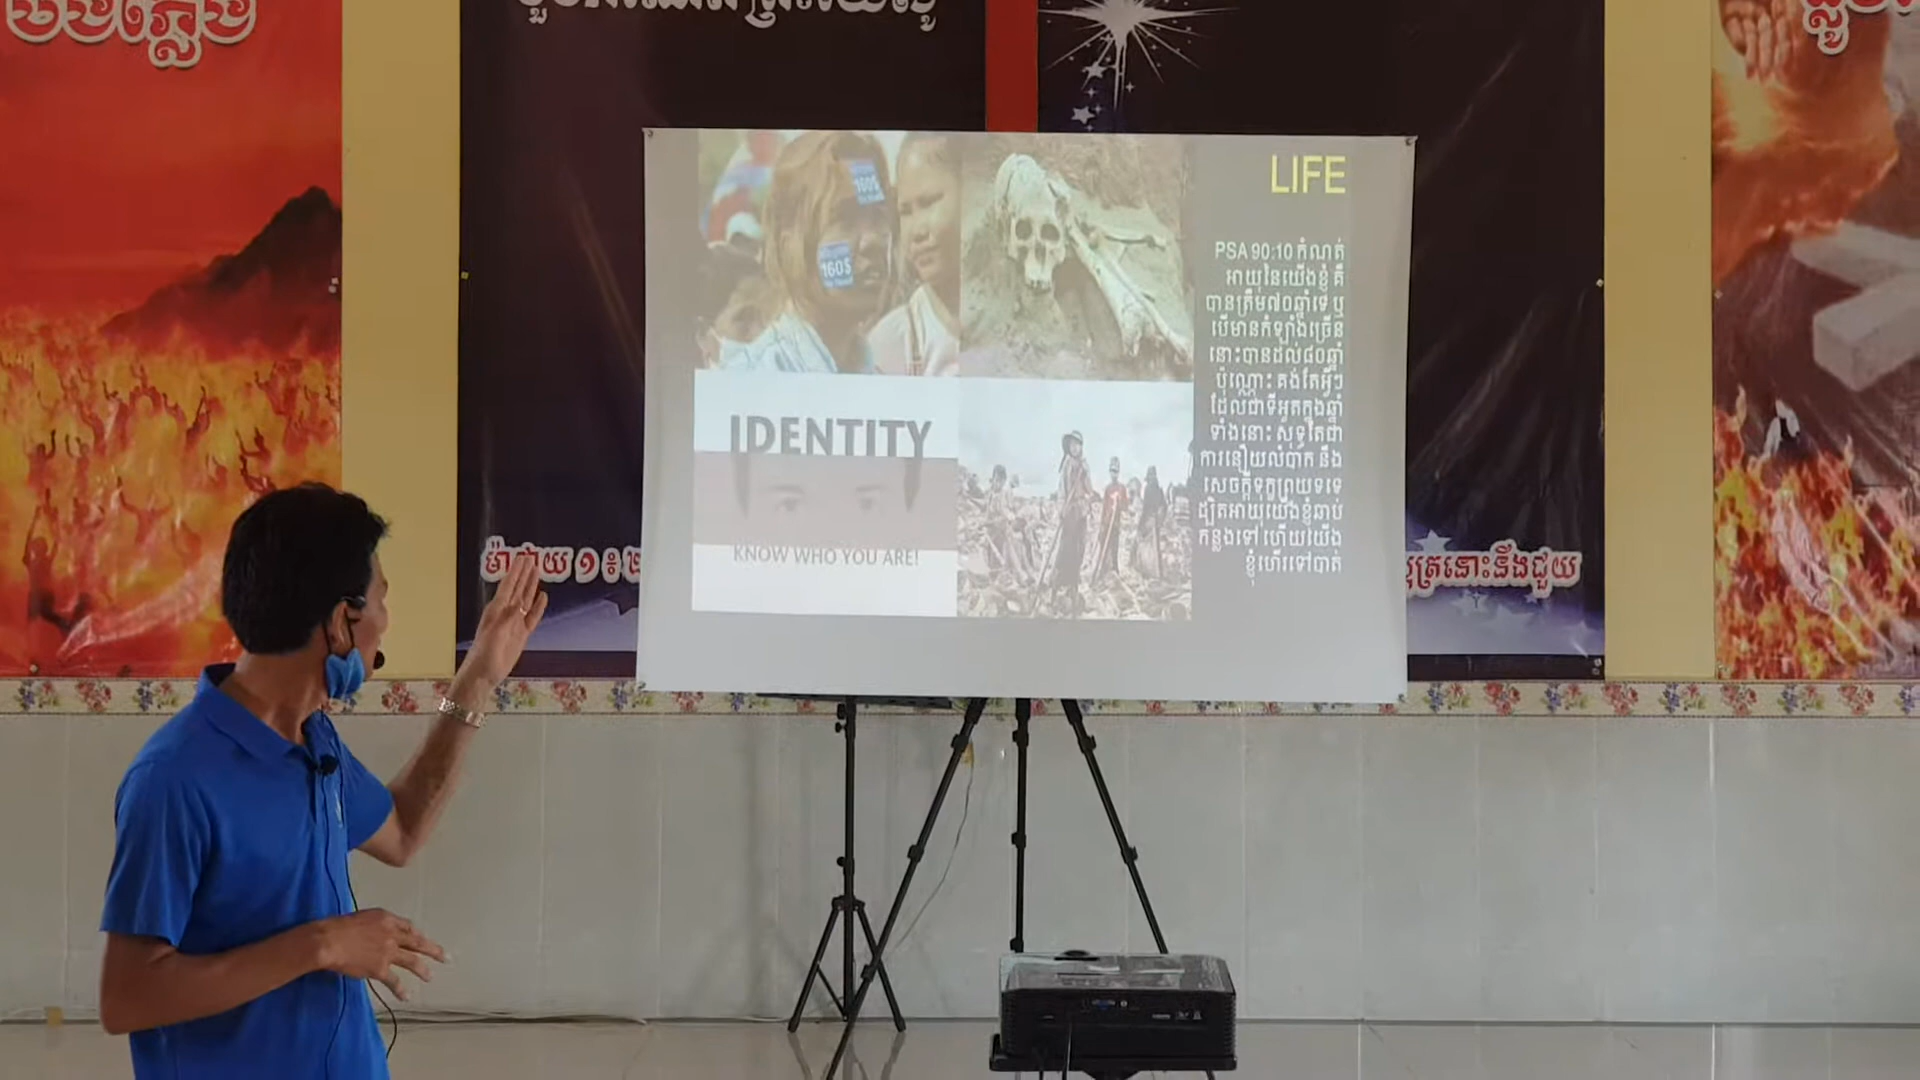 LIFE
160$
160$
IDENTITY
KNOW WHO YOU ARE!
PSA 90:10 កំណត់
អាយុនៃយើងខ្ញុំ គឺ
បានត្រឹម៧០ឆ្នាំទេ ឬ
បើមានកំឡាំងច្រើន
នោះបានដល់៨០ឆ្នាំ
ប៉ុណ្ណោះ គង់តែអ្វីៗ
ដែលជាទីអួតក្នុងឆ្នាំ
ទាំងនោះ សុទ្ធតែជា
ការនឿយលំបាក នឹង
សេចក្ដីទុក្ខព្រួយទទេ
ដ្បិតអាយុយើងខ្ញុំឆាប់
កន្លងទៅ ហើយយើង
ខ្ញុំហើរទៅបាត់
ម៉ាថាយ ១៖